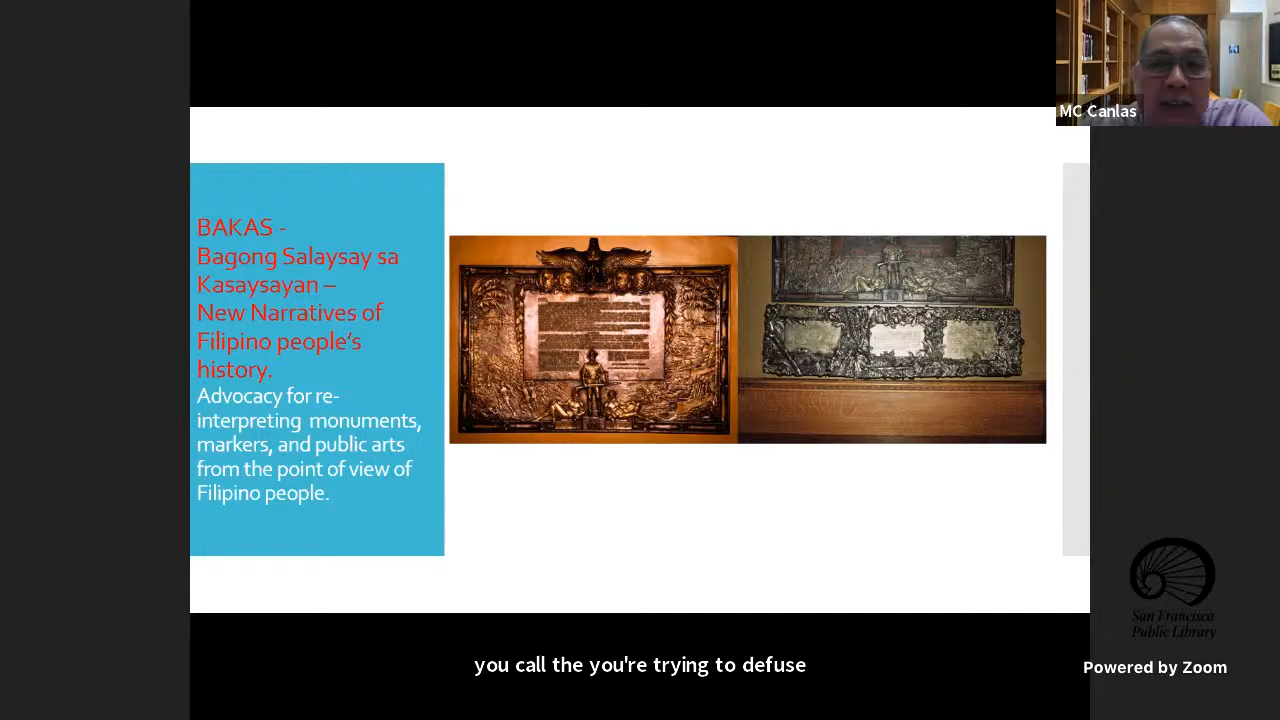 MC Canlas
BAKAS -
Bagong Salaysay sa
Kasaysayan –
New Narratives of
Filipino people's
history.
Advocacy for re-
interpreting monuments,
markers, and public arts
from the point of view of
Filipino people.
San Francisco
Public Library
you call the you're trying to defuse
Powered by Zoom